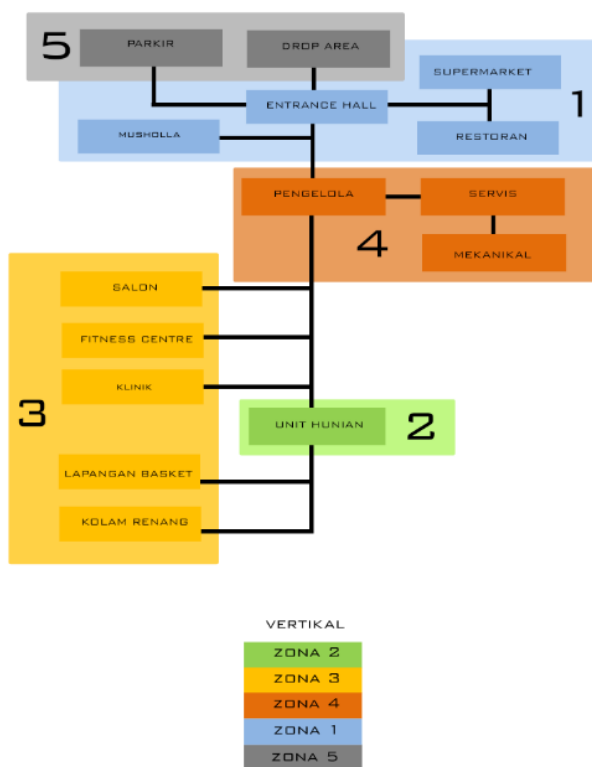 5
PARKIR
DROP AREA
SUPERMARKET
ENTRANCE HALL
1
MUSHOLLA
RESTORAN
PENGELOLA
SERVIS
4
MEKANIKAL
SALON
FITNESS CENTRE
KLINIK
3
UNIT HUNIAN
2
LAPANGAN BASKET
KOLAM RENANG
VERTIKAL
ZONA 2
ZONA 3
ZONA 4
ZONA 1
ZONA 5